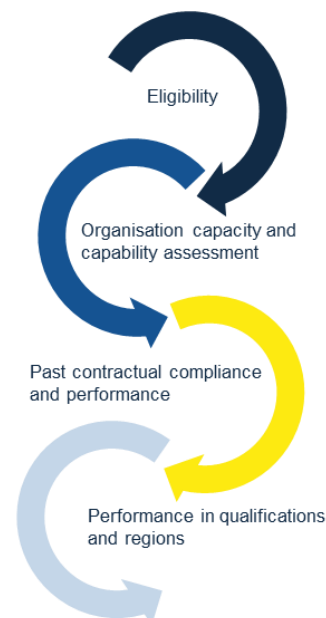 Eligibility
Organisation capacity and
capability assessment
Past contractual compliance
and performance
Performance in qualifications
and regions